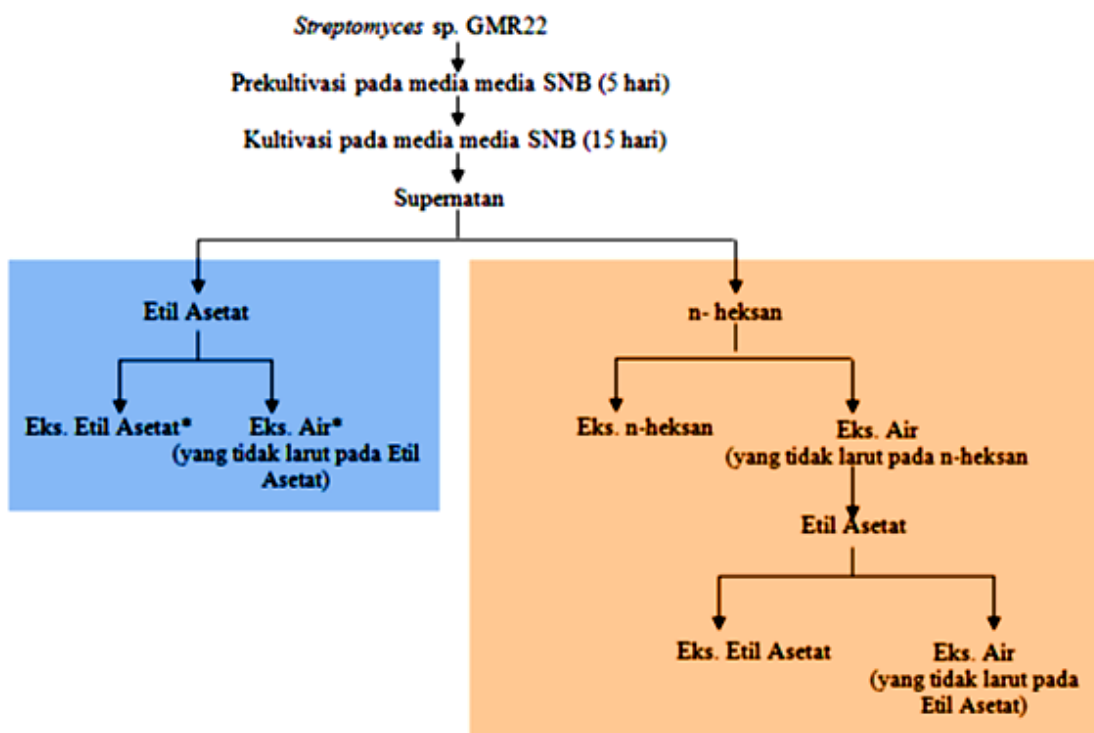 Streptomyces sp. GMR22
Prekultivasi pada media media SNB (5 hari)
Kultivasi pada media media SNB (15 hari)
Supernatan
Etil Asetat
Eks. Etil Asetat*
Eks. Air*
(yang tidak larut pada Etil
Asetat)
n- heksan
Eks. n-heksan
Eks. Air
(yang tidak larut pada n-heksan
Etil Asetat
Eks. Etil Asetat
Eks. Air
(yang tidak larut pada
Etil Asetat)